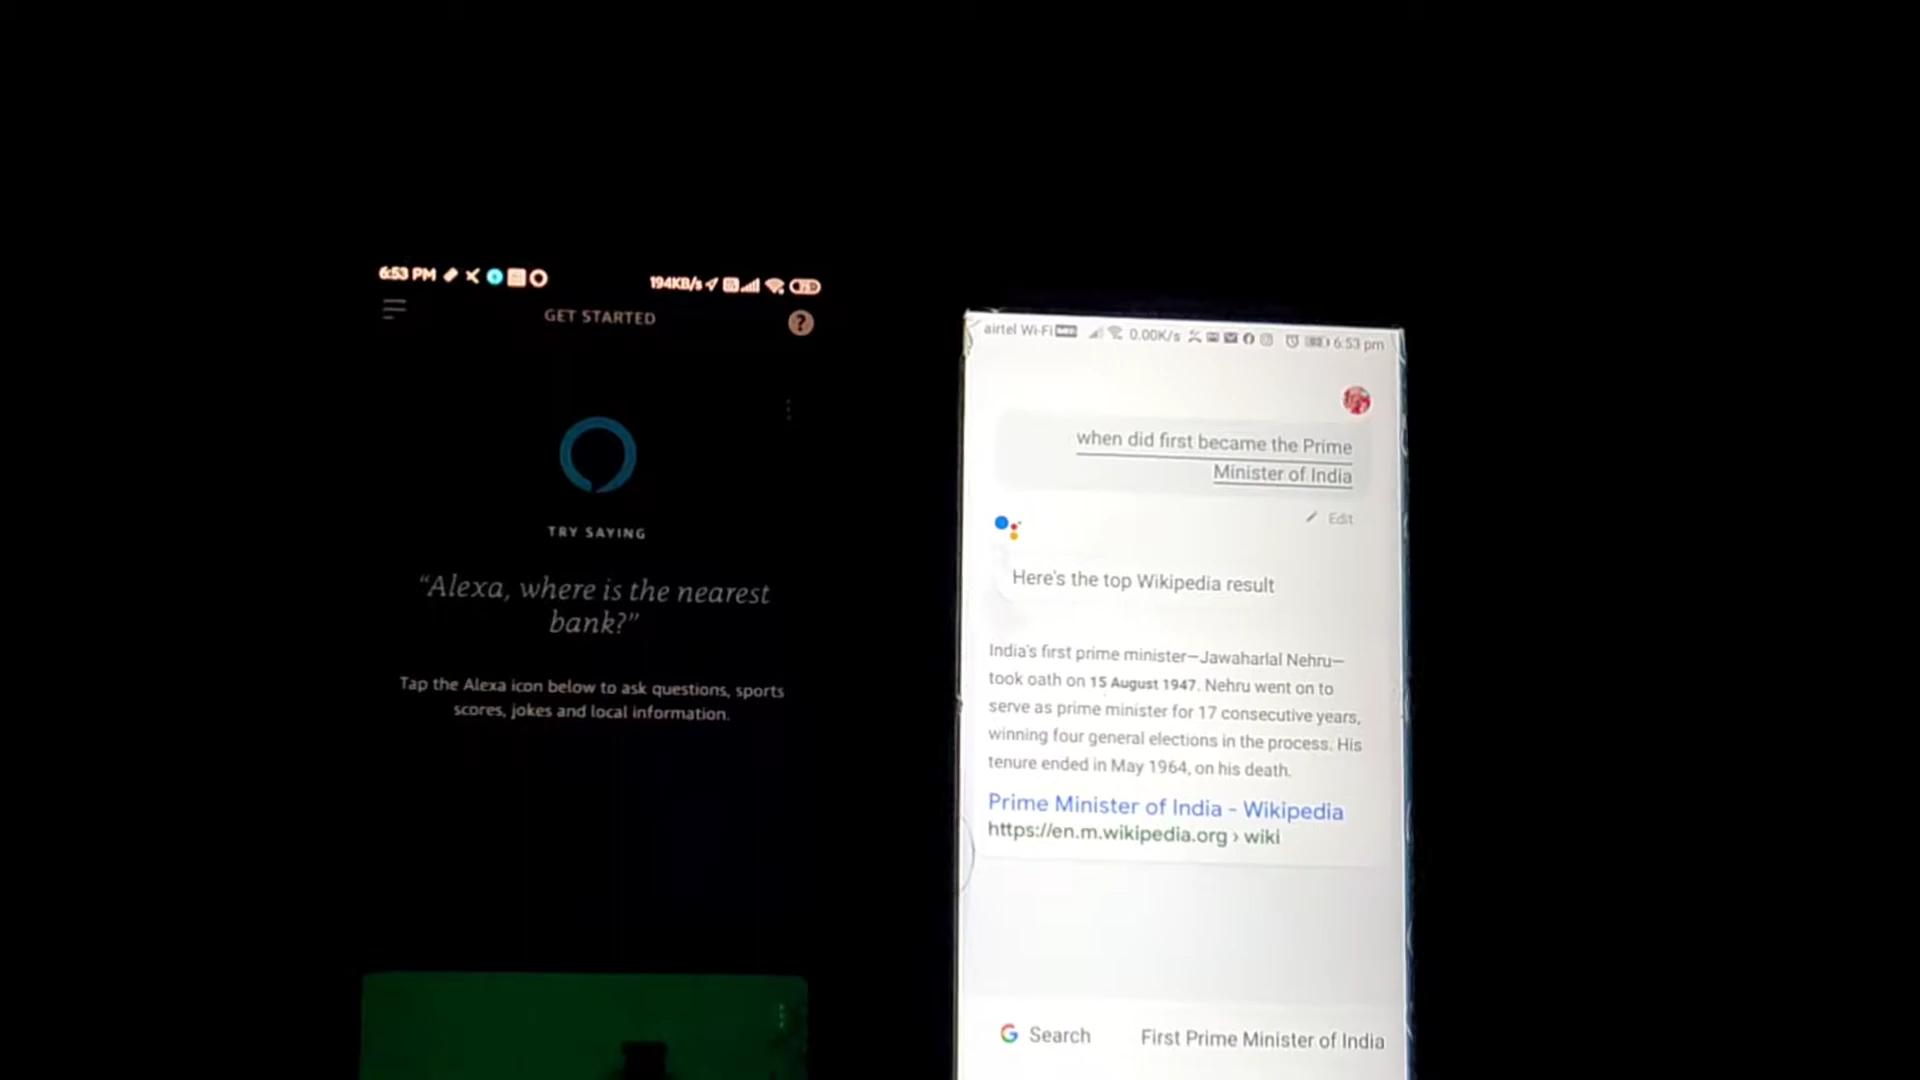 6:53 PM
194KB/s
GET STARTED
?
TRY SAYING
“Alexa, where is the nearest
bank?”
Tap the Alexa icon below to ask questions, sports
scores, jokes and local information.
airtel Wi-Fi
0.00K/s
6:53 pm
when did first became the Prime
Minister of India
Edit
Here's the top Wikipedia result
India's first prime minister—Jawaharlal Nehru—
took oath on 15 August 1947. Nehru went on to
serve as prime minister for 17 consecutive years,
winning four general elections in the process. His
tenure ended in May 1964, on his death.
Prime Minister of India - Wikipedia
https://en.m.wikipedia.org › wiki
G Search
First Prime Minister of India